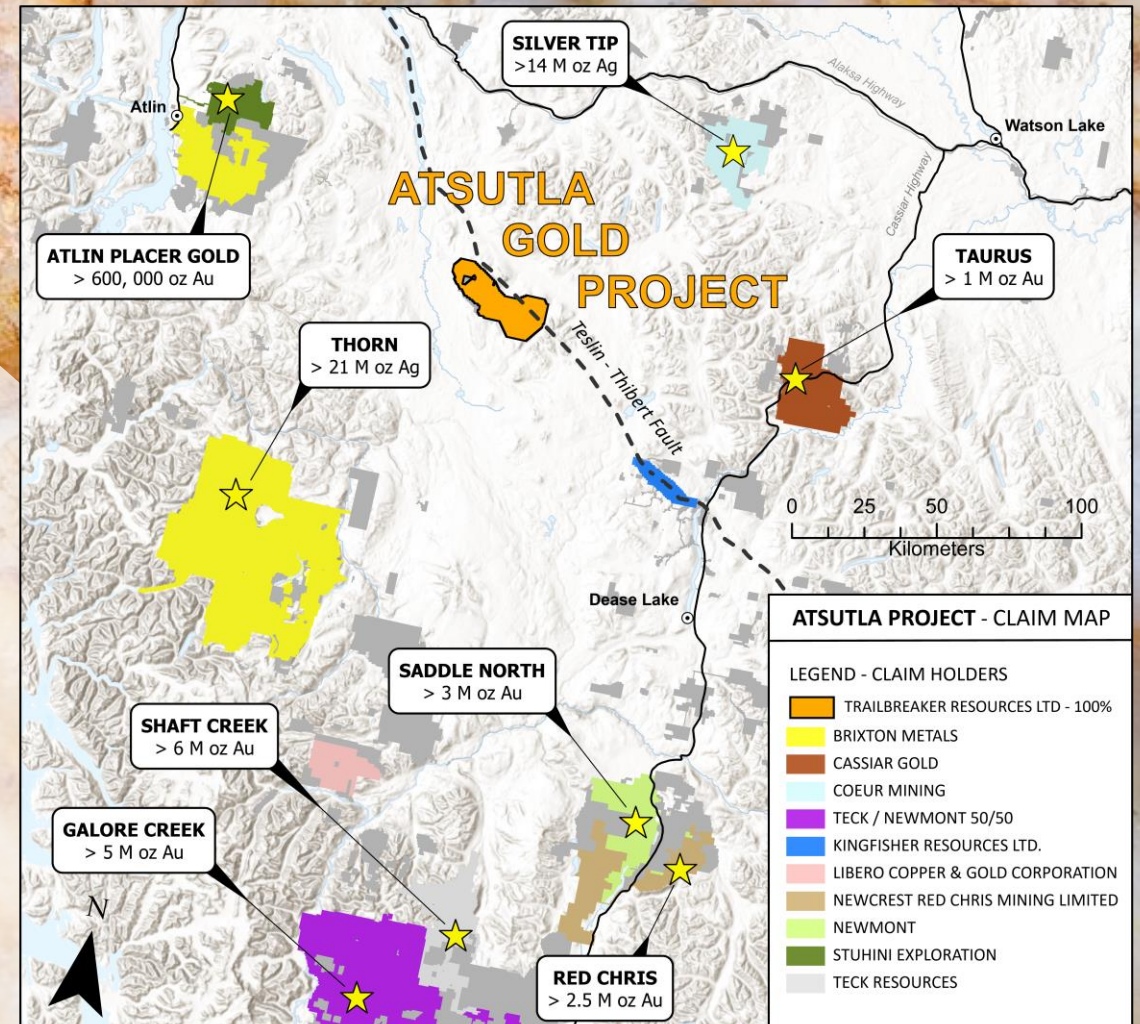 SILVER TIP
>14 M oz Ag
Alaksa Highway
Atlin
Watson Lake
Cassiar Highway
ATSUTLA
GOLD
PROJECT
ATLIN PLACER GOLD
> 600, 000 oz Au
TAURUS
> 1 M oz Au
THORN
> 21 M oz Ag
Teslin - Thibert Fault
0 25 50 100
Kilometers
Dease Lake
SADDLE NORTH
> 3 M oz Au
SHAFT CREEK
> 6 M oz Au
GALORE CREEK
> 5 M oz Au
N
RED CHRIS
> 2.5 M oz Au
ATSUTLA PROJECT - CLAIM MAP
LEGEND - CLAIM HOLDERS
TRAILBREAKER RESOURCES LTD - 100%
BRIXTON METALS
CASSIAR GOLD
COEUR MINING
TECK / NEWMONT 50/50
KINGFISHER RESOURCES LTD.
LIBERO COPPER & GOLD CORPORATION
NEWCREST RED CHRIS MINING LIMITED
NEWMONT
STUHINI EXPLORATION
TECK RESOURCES